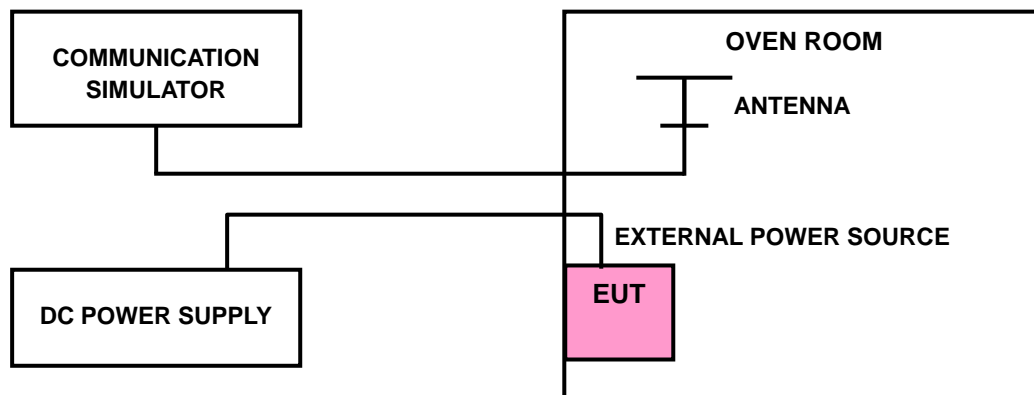 COMMUNICATION
SIMULATOR
OVEN ROOM
ANTENNA
EXTERNAL POWER SOURCE
DC POWER SUPPLY
EUT